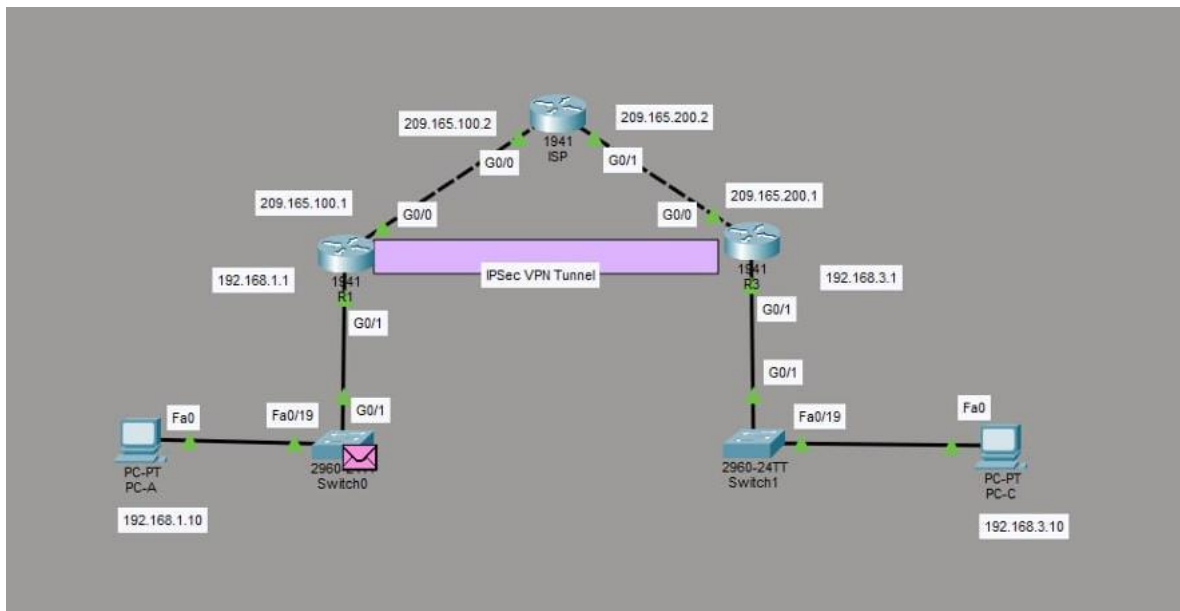 209.165.100.2
209.165.200.2
1941
ISP
G0/0
G0/1
209.165.100.1
209.165.200.1
G0/0
G0/0
192.168.1.1
1941
R1
IPSec VPN Tunnel
1941
R3
192.168.3.1
G0/1
G0/1
G0/1
G0/1
Fa0
Fa0/19
Fa0/19
Fa0
PC-PT
PC-A
Switch0
2960-24TT
Switch1
PC-PT
PC-C
192.168.1.10
192.168.3.10